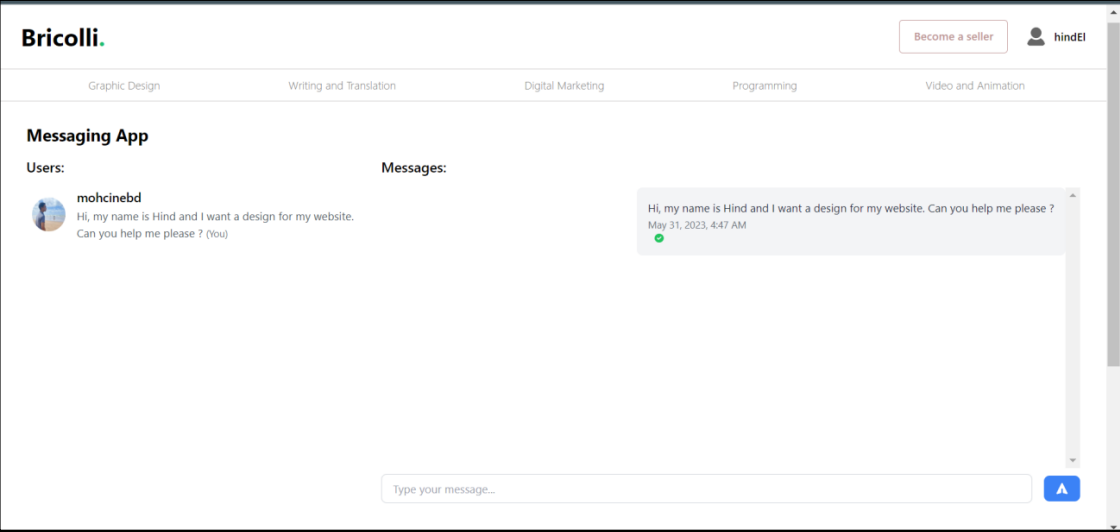 Bricolli.
Become a seller
hindEl
Graphic Design
Writing and Translation
Digital Marketing
Programming
Video and Animation
Messaging App
Users:
Messages:
mohcinebd
Hi, my name is Hind and I want a design for my website.
Can you help me please ? (You)
Hi, my name is Hind and I want a design for my website. Can you help me please ?
May 31, 2023, 4:47 AM
Type your message...